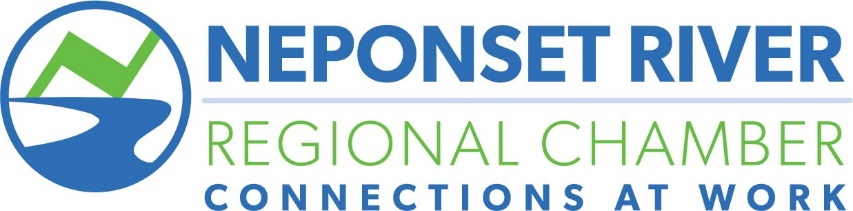 NEPONSET RIVER
REGIONAL CHAMBER
CONNECTIONS AT WORK